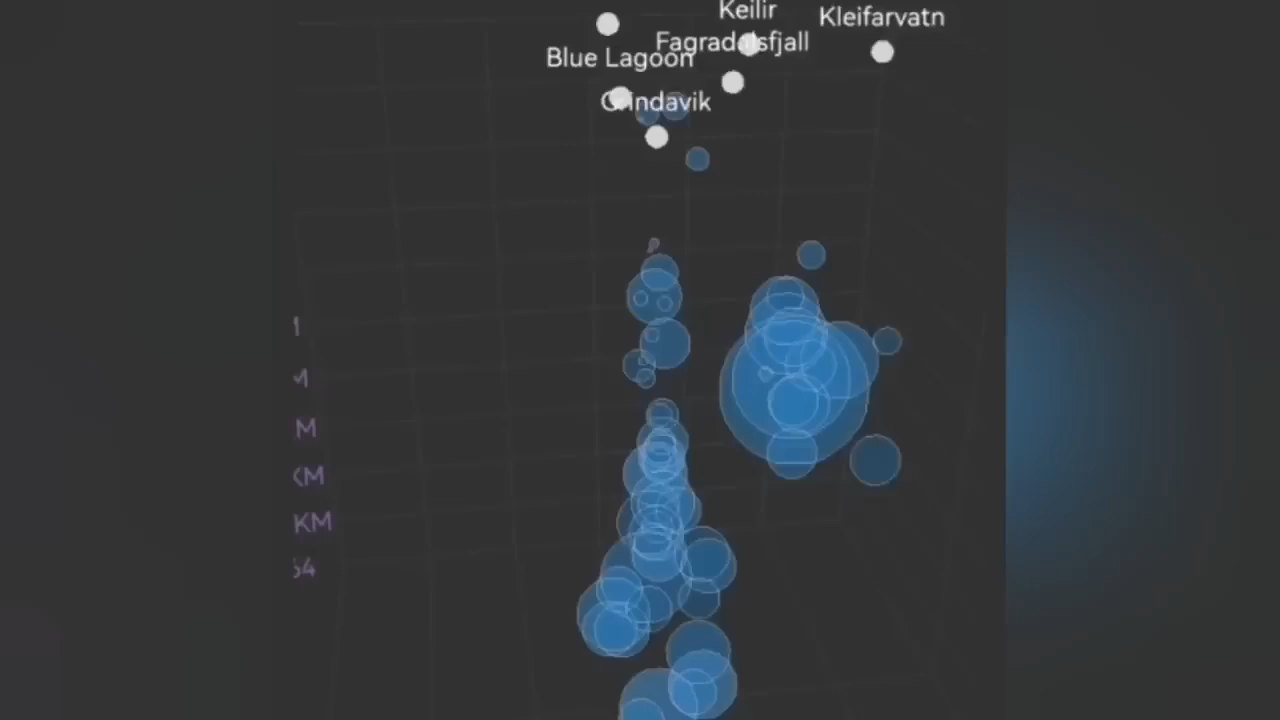 Keilir
Kleifarvatn
Fagradalsfjall
Blue Lagoon
Grindavik
M
KM